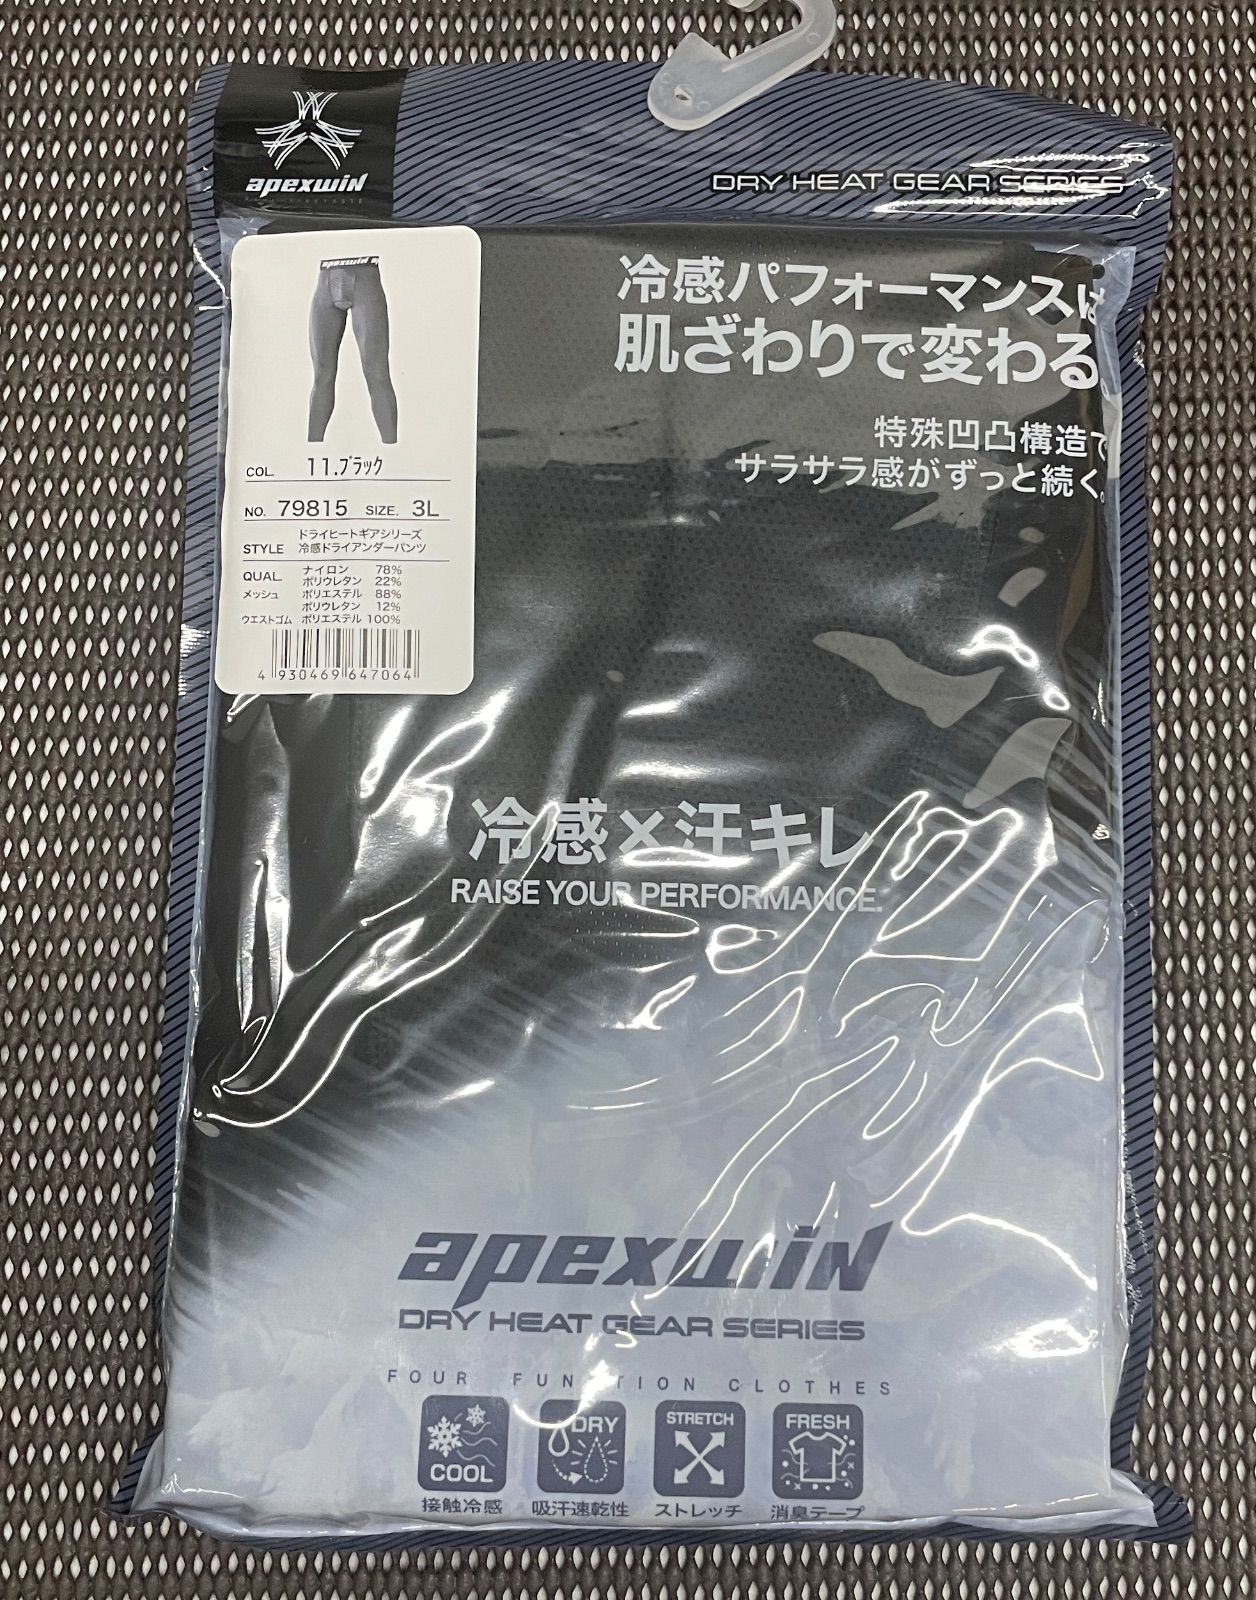 apexwin
DRY HEAT GEAR SERIES
apexwin
冷感パフォーマンスは
肌ざわりで変わる
特殊凹凸構造で
サラサラ感がずっと続く。
COL. 11.ブラック
NO. 79815 SIZE. 3L
STYLE ドライヒートギアシリーズ
冷感ドライアンダーパンツ
QUAL. ナイロン 78%
ポリウレタン 22%
メッシュ ポリエステル 88%
ポリウレタン 12%
ウエストゴム ポリエステル 100%
4 930469 647064
冷感×汗キレ
RAISE YOUR PERFORMANCE.
apexwin
DRY HEAT GEAR SERIES
FOUR FUNCTION CLOTHES
COOL
DRY
STRETCH
FRESH
接触冷感
吸汗速乾性
ストレッチ
消臭テープ